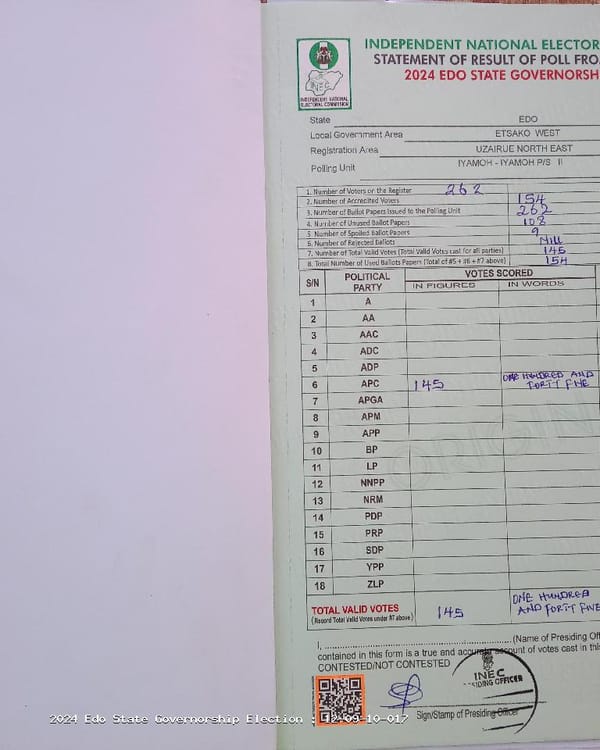 INDEPENDENT NATIONAL ELECTOR
STATEMENT OF RESULT OF POLL FRO
2024 EDO STATE GOVERNORSH
INDEPENDENT NATIONAL
ELECTORAL COMMISSION
State EDO
Local Government Area ETSAKO WEST
Registration Area UZAIRUE NORTH EAST
Polling Unit IYAMOH - IYAMOH P/S II
1. Number of Voters on the Register 262
2. Number of Accredited Voters 154
3. Number of Ballot Papers Issued to the Polling Unit 262
4. Number of Unused Ballot Papers 108
5 Number of Spoiled Ballot Papers 9
6. Number of Rejected Ballots Nill
7. Number of Total Valid Votes (Total Valid Votes cast for all parties) 145
8. Total Number of Used Ballots Papers (Total of #5 + #6 + #7 above) 154
S/N POLITICAL PARTY VOTES SCORED
IN FIGURES IN WORDS
1 A
2 AA
3 AAC
4 ADC
5 ADP
6 APC 145 ONE HUNDRED AND FORTY FIVE
7 APGA
8 APM
9 APP
10 BP
11 LP
12 NNPP
13 NRM
14 PDP
15 PRP
16 SDP
17 YPP
18 ZLP
TOTAL VALID VOTES 145 ONE HUNDRED AND FORTY FIVE
(Record Total Valid Votes under #7 above)
I, (Name of Presiding Off
contained in this form is a true and accurate account of votes cast in this
CONTESTED/NOT CONTESTED
INEC
SIDING OFFICER
Sign/Stamp of Presiding Officer
2024 Edo State Governorship Election